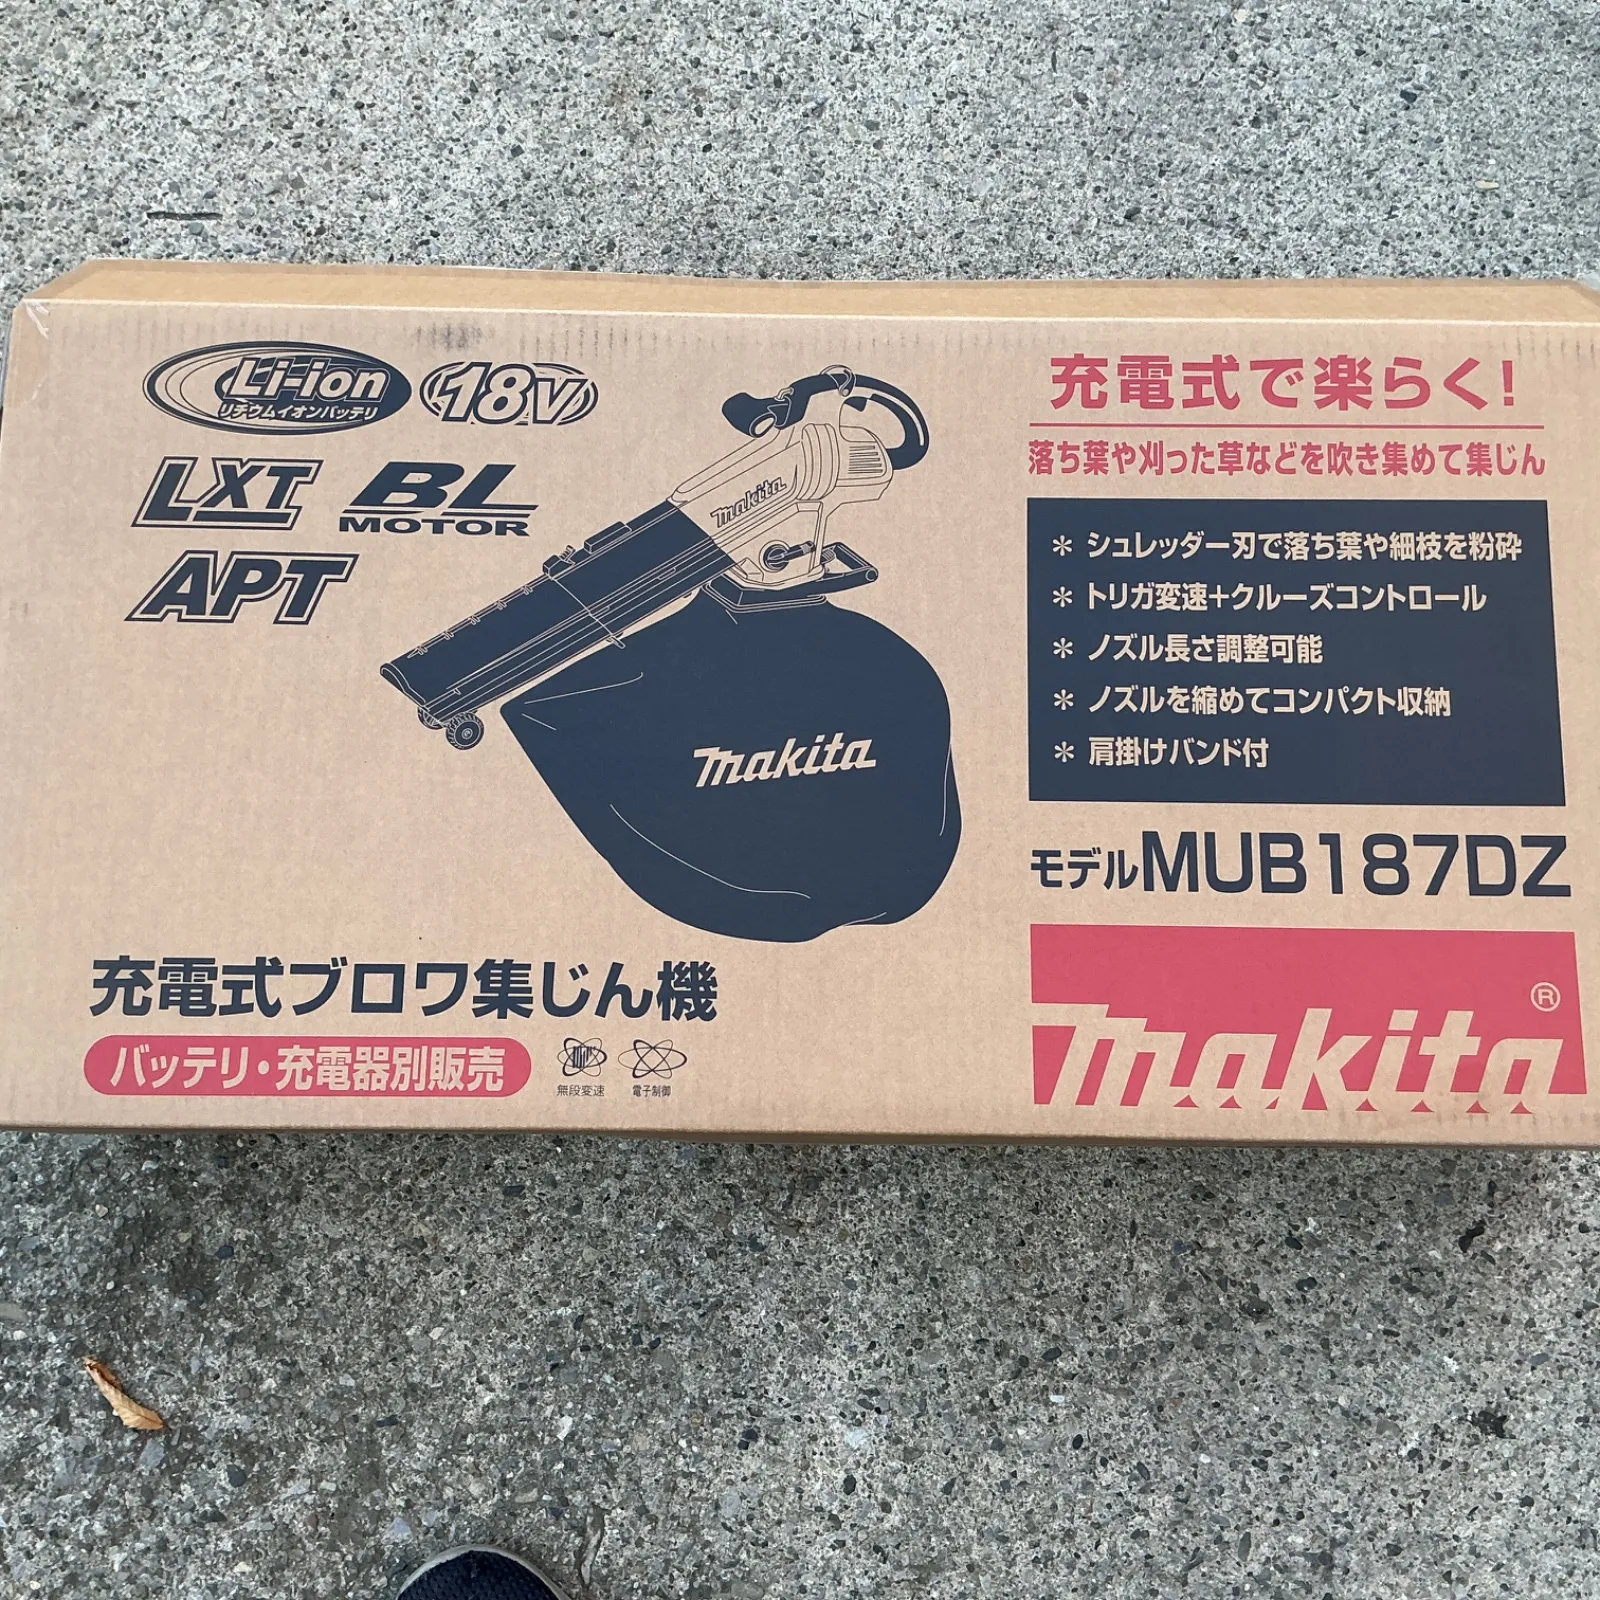 Li-ion
リチウムイオンバッテリ
18V
LXT
BL
MOTOR
APT
makita
makita
充電式で楽らく!
落ち葉や刈った草などを吹き集めて集じん
＊ シュレッダー刃で落ち葉や細枝を粉砕
＊ トリガ変速+クルーズコントロール
＊ ノズル長さ調整可能
＊ ノズルを縮めてコンパクト収納
＊ 肩掛けバンド付
モデルMUB187DZ
makita®
充電式ブロワ集じん機
バッテリ・充電器別販売
無段変速
電子制御